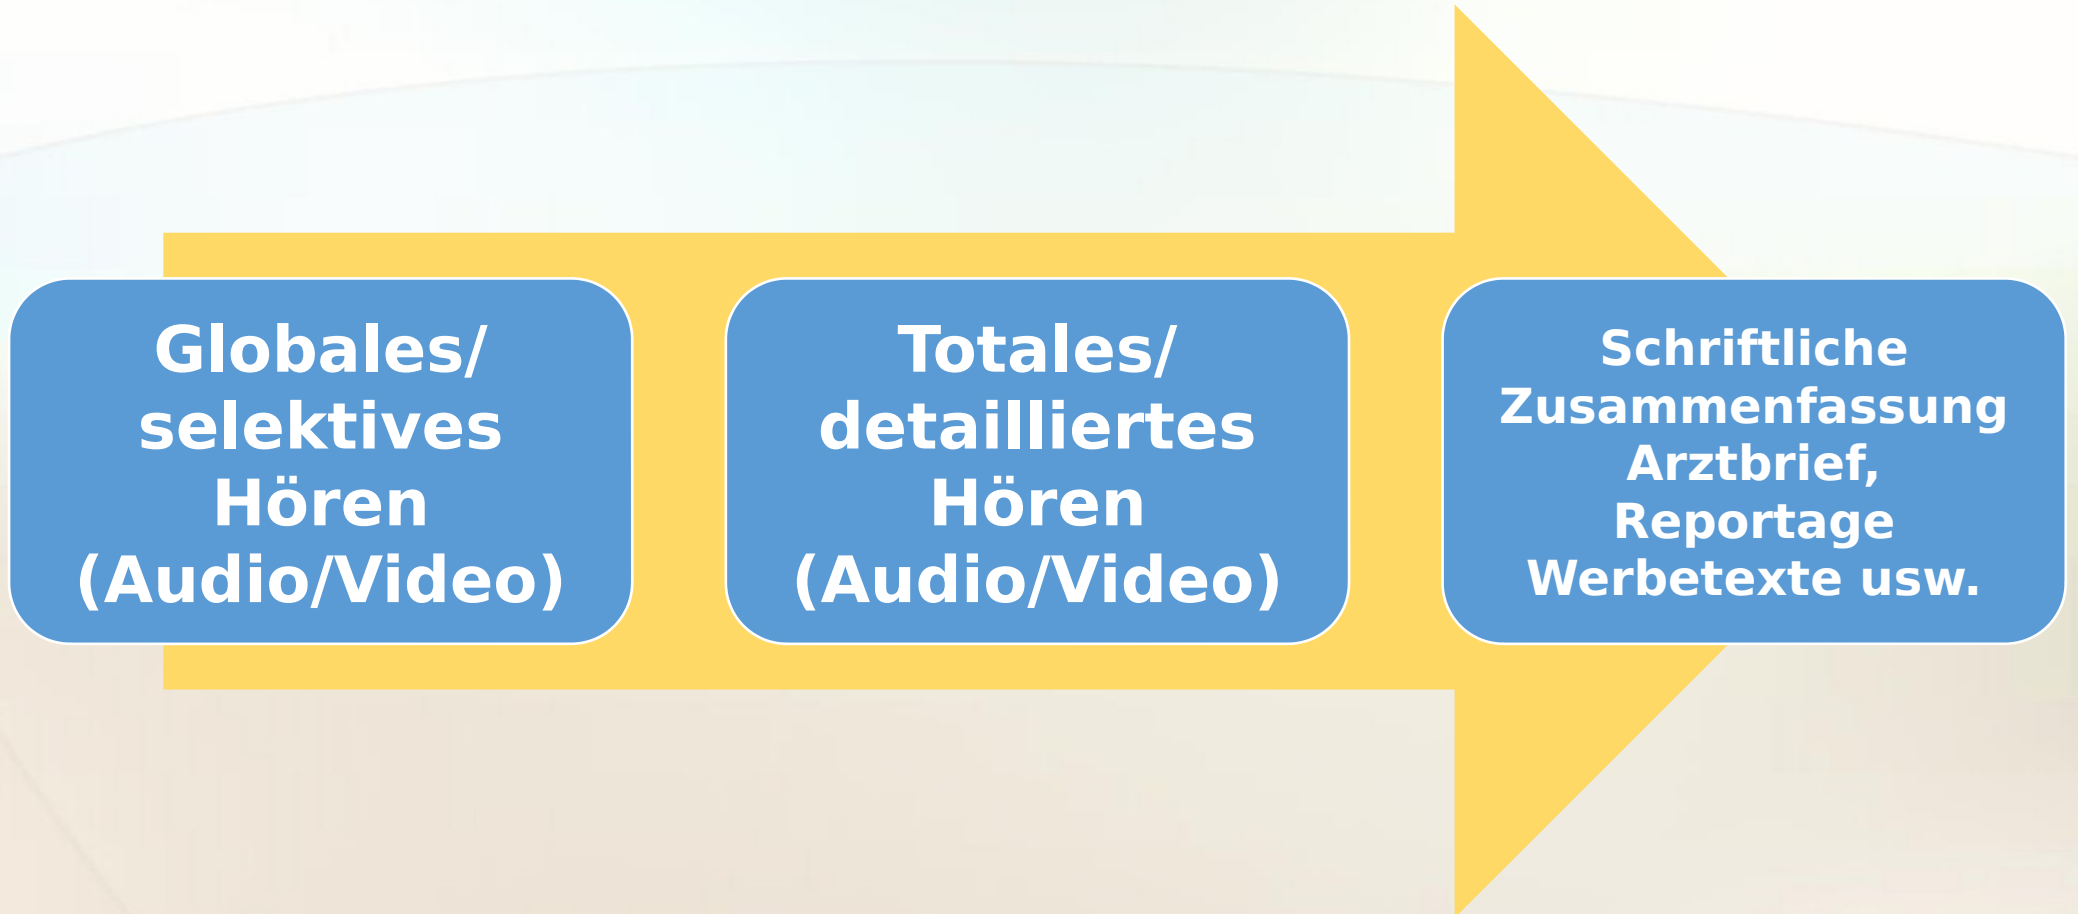 Globales/
selektives
Hören
(Audio/Video)
Totales/
detailliertes
Hören
(Audio/Video)
Schriftliche
Zusammenfassung
Arztbrief,
Reportage
Werbetexte usw.